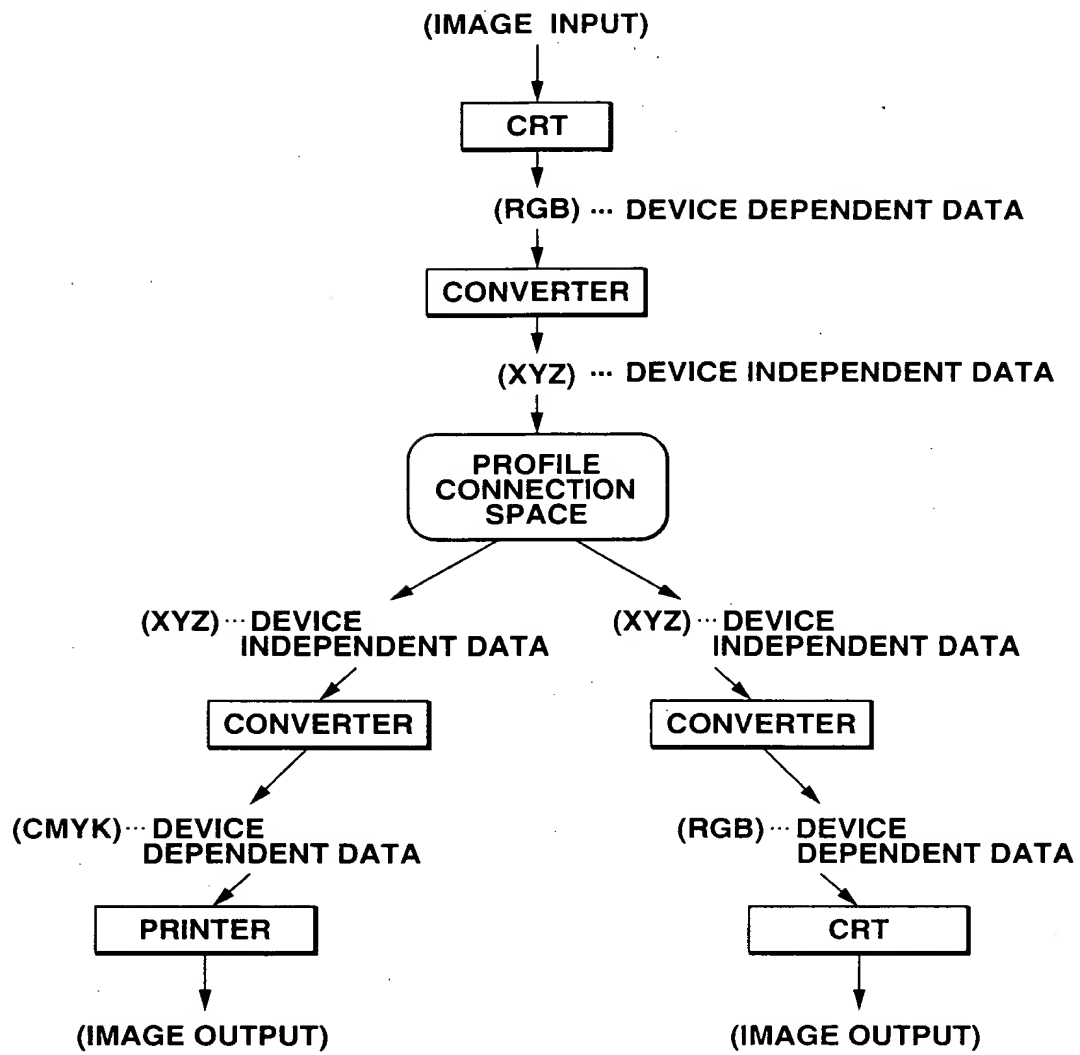 (IMAGE INPUT)
CRT
(RGB) ··· DEVICE DEPENDENT DATA
CONVERTER
(XYZ) ··· DEVICE INDEPENDENT DATA
PROFILE
CONNECTION
SPACE
(XYZ) ··· DEVICE
INDEPENDENT DATA
(XYZ) ··· DEVICE
INDEPENDENT DATA
CONVERTER
CONVERTER
(CMYK) ··· DEVICE
DEPENDENT DATA
(RGB) ··· DEVICE
DEPENDENT DATA
PRINTER
CRT
(IMAGE OUTPUT)
(IMAGE OUTPUT)